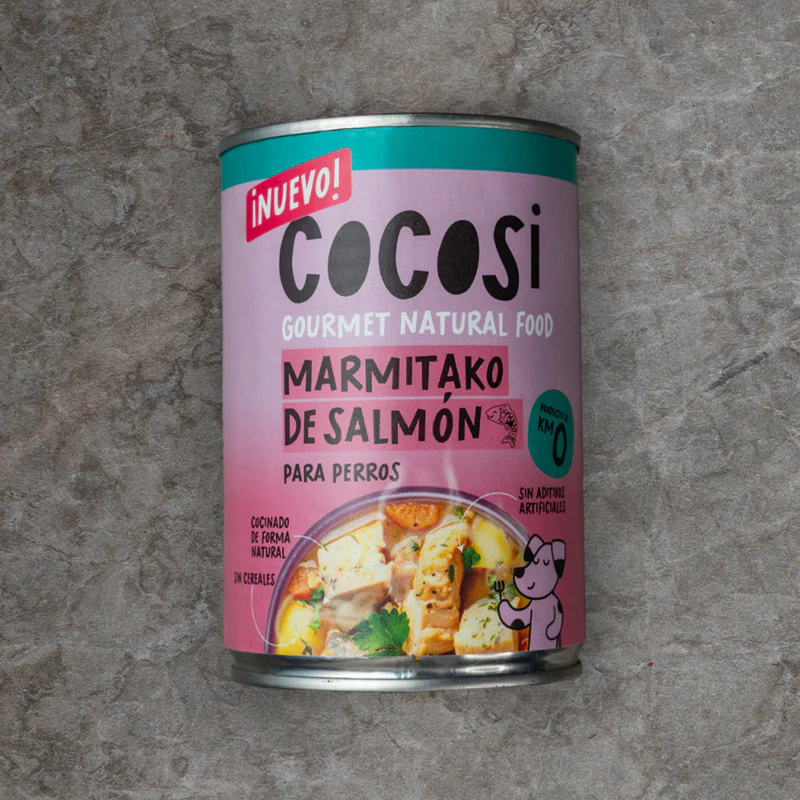 ¡NUEVO!
COCOSi
GOURMET NATURAL FOOD
MARMITAKO
DE SALMÓN
PRODUCTO DE
KM 0
PARA PERROS
SIN ADITIVOS
ARTIFICIALES
COCINADO
DE FORMA
NATURAL
SIN CEREALES